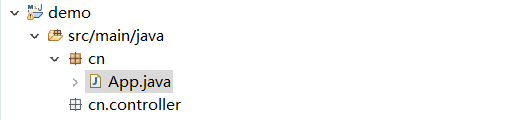 demo
src/main/java
cn
App.java
cn.controller